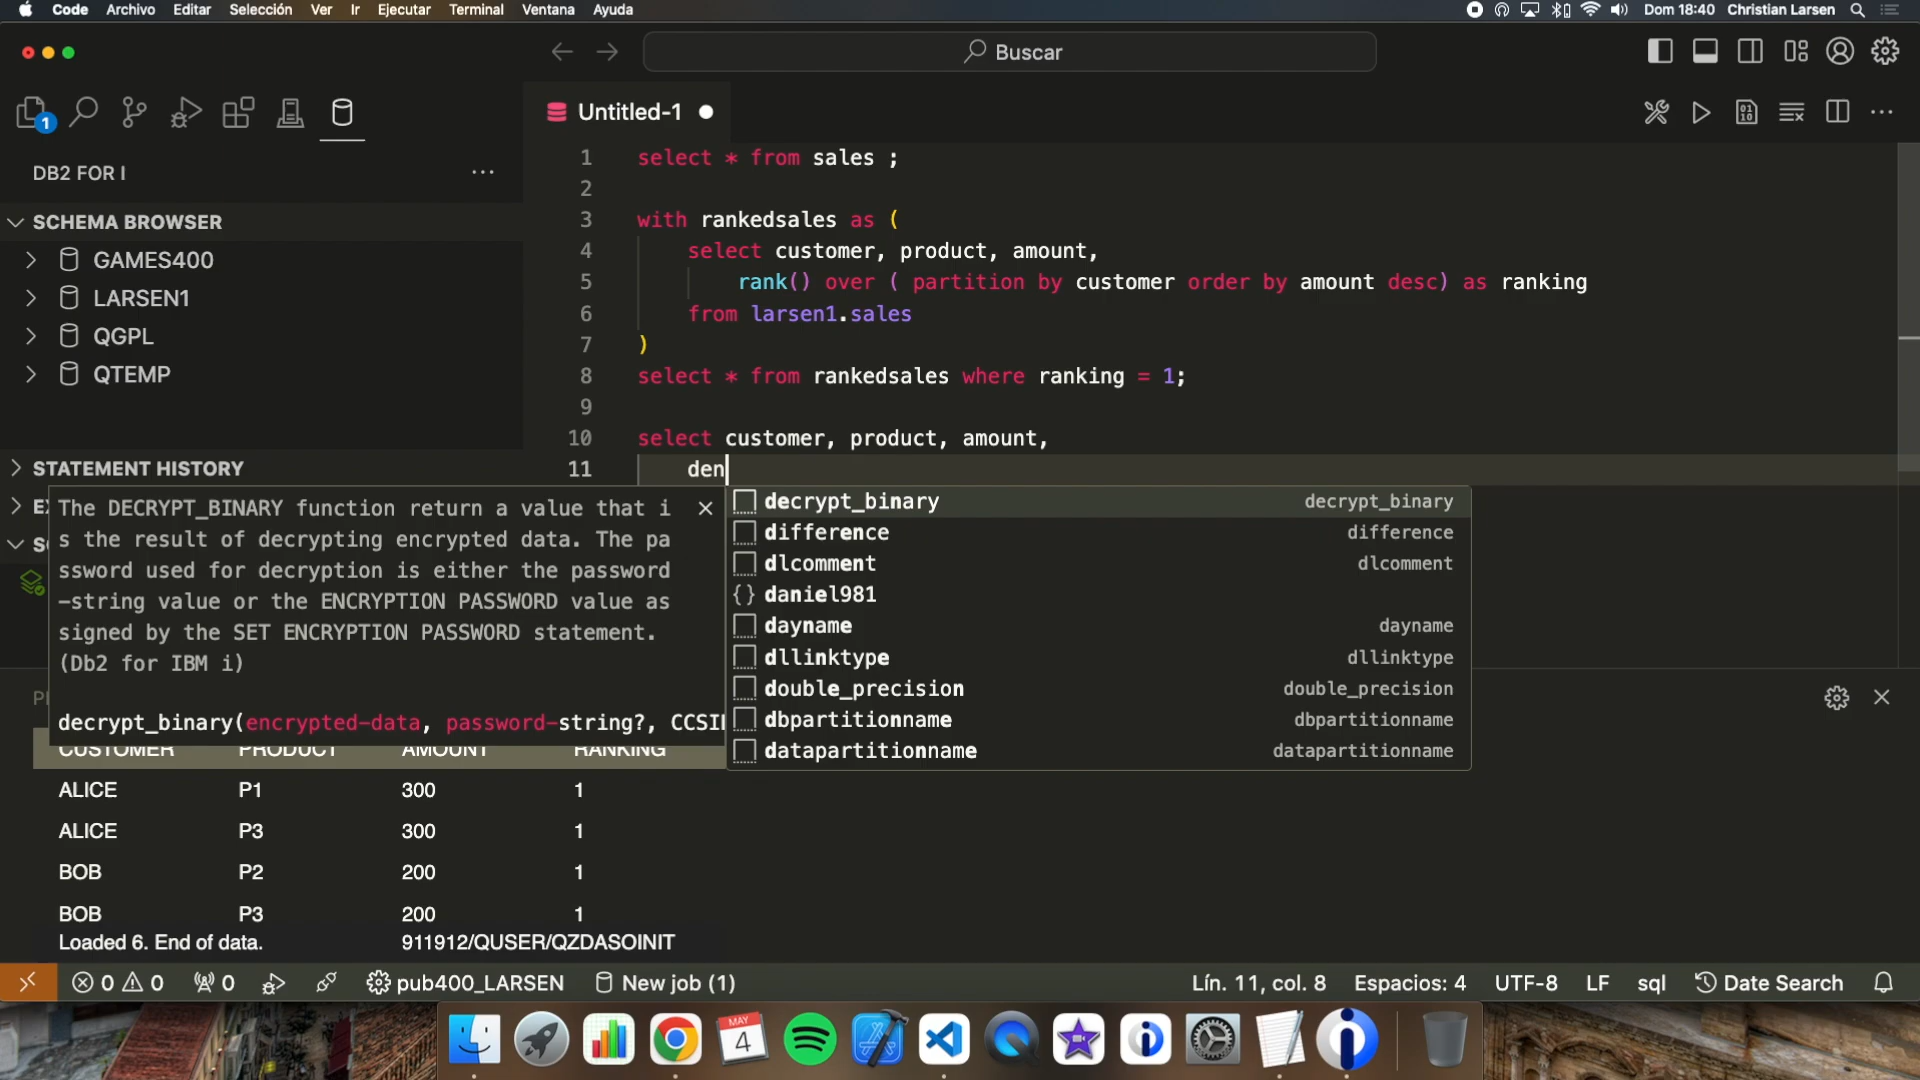 Code Archivo Editar Selección Ver Ir Ejecutar Terminal Ventana Ayuda Dom 18:40 Christian Larsen
Buscar
1
Untitled-1
DB2 FOR I
SCHEMA BROWSER
GAMES400
LARSEN1
QGPL
QTEMP
STATEMENT HISTORY
1 select * from sales ;
2
3 with rankedsales as (
4 select customer, product, amount,
5 rank() over ( partition by customer order by amount desc) as ranking
6 from larsen1.sales
7 )
8 select * from rankedsales where ranking = 1;
9
10 select customer, product, amount,
11 den
The DECRYPT_BINARY function return a value that i
s the result of decrypting encrypted data. The pa
ssword used for decryption is either the password
-string value or the ENCRYPTION PASSWORD value as
signed by the SET ENCRYPTION PASSWORD statement.
(Db2 for IBM i)
decrypt_binary(encrypted-data, password-string?, CCSI
decrypt_binary decrypt_binary
difference difference
dlcomment dlcomment
{} daniel981
dayname dayname
dllinktype dllinktype
double_precision double_precision
dbpartitionname dbpartitionname
datapartitionname datapartitionname
CUSTOMER PRODUCT AMOUNT RANKING
ALICE P1 300 1
ALICE P3 300 1
BOB P2 200 1
BOB P3 200 1
Loaded 6. End of data. 911912/QUSER/QZDASOINIT
0 0 0 pub400_LARSEN New job (1) Lín. 11, col. 8 Espacios: 4 UTF-8 LF sql Date Search
MAY
4